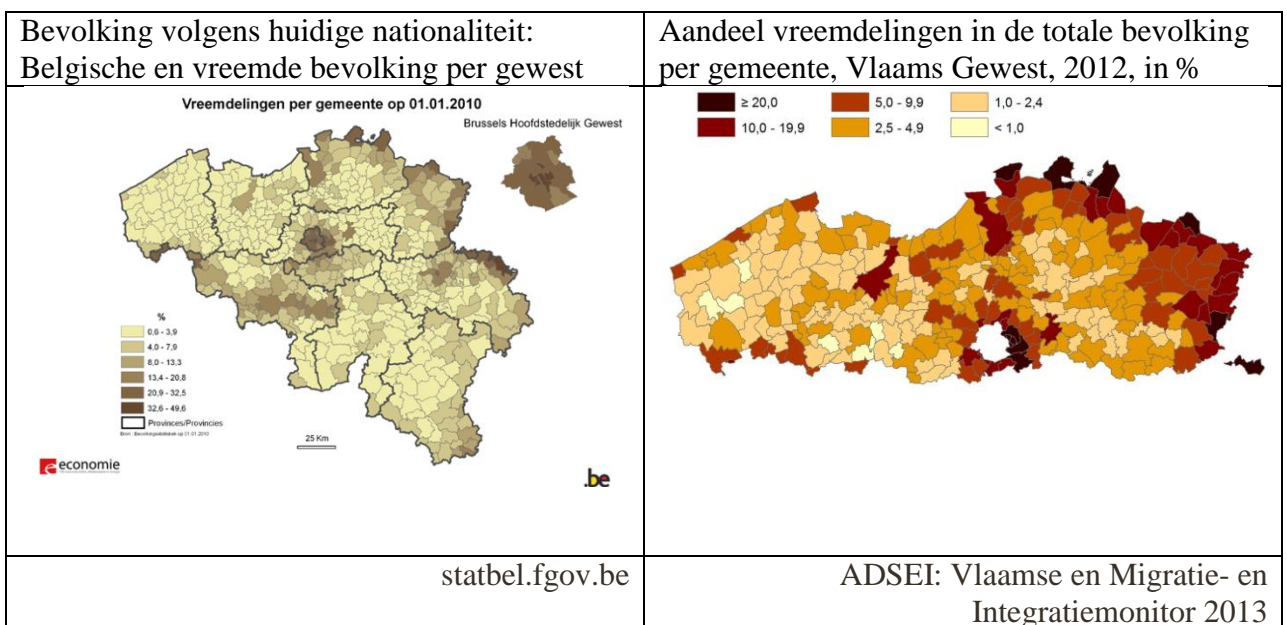 Bevolking volgens huidige nationaliteit:
Belgische en vreemde bevolking per gewest
Aandeel vreemdelingen in de totale bevolking
per gemeente, Vlaams Gewest, 2012, in %
Vreemdelingen per gemeente op 01.01.2010
Brussels Hoofdstedelijk Gewest
%
0,6 - 3,9
4,0 - 7,9
8,0 - 13,3
13,4 - 20,8
20,9 - 32,5
32,6 - 49,6
Provinces/Provincies
25 Km
economie
.be
≥ 20,0
10,0 - 19,9
5,0 - 9,9
2,5 - 4,9
1,0 - 2,4
< 1,0
statbel.fgov.be
ADSEI: Vlaamse en Migratie- en
Integratiemonitor 2013